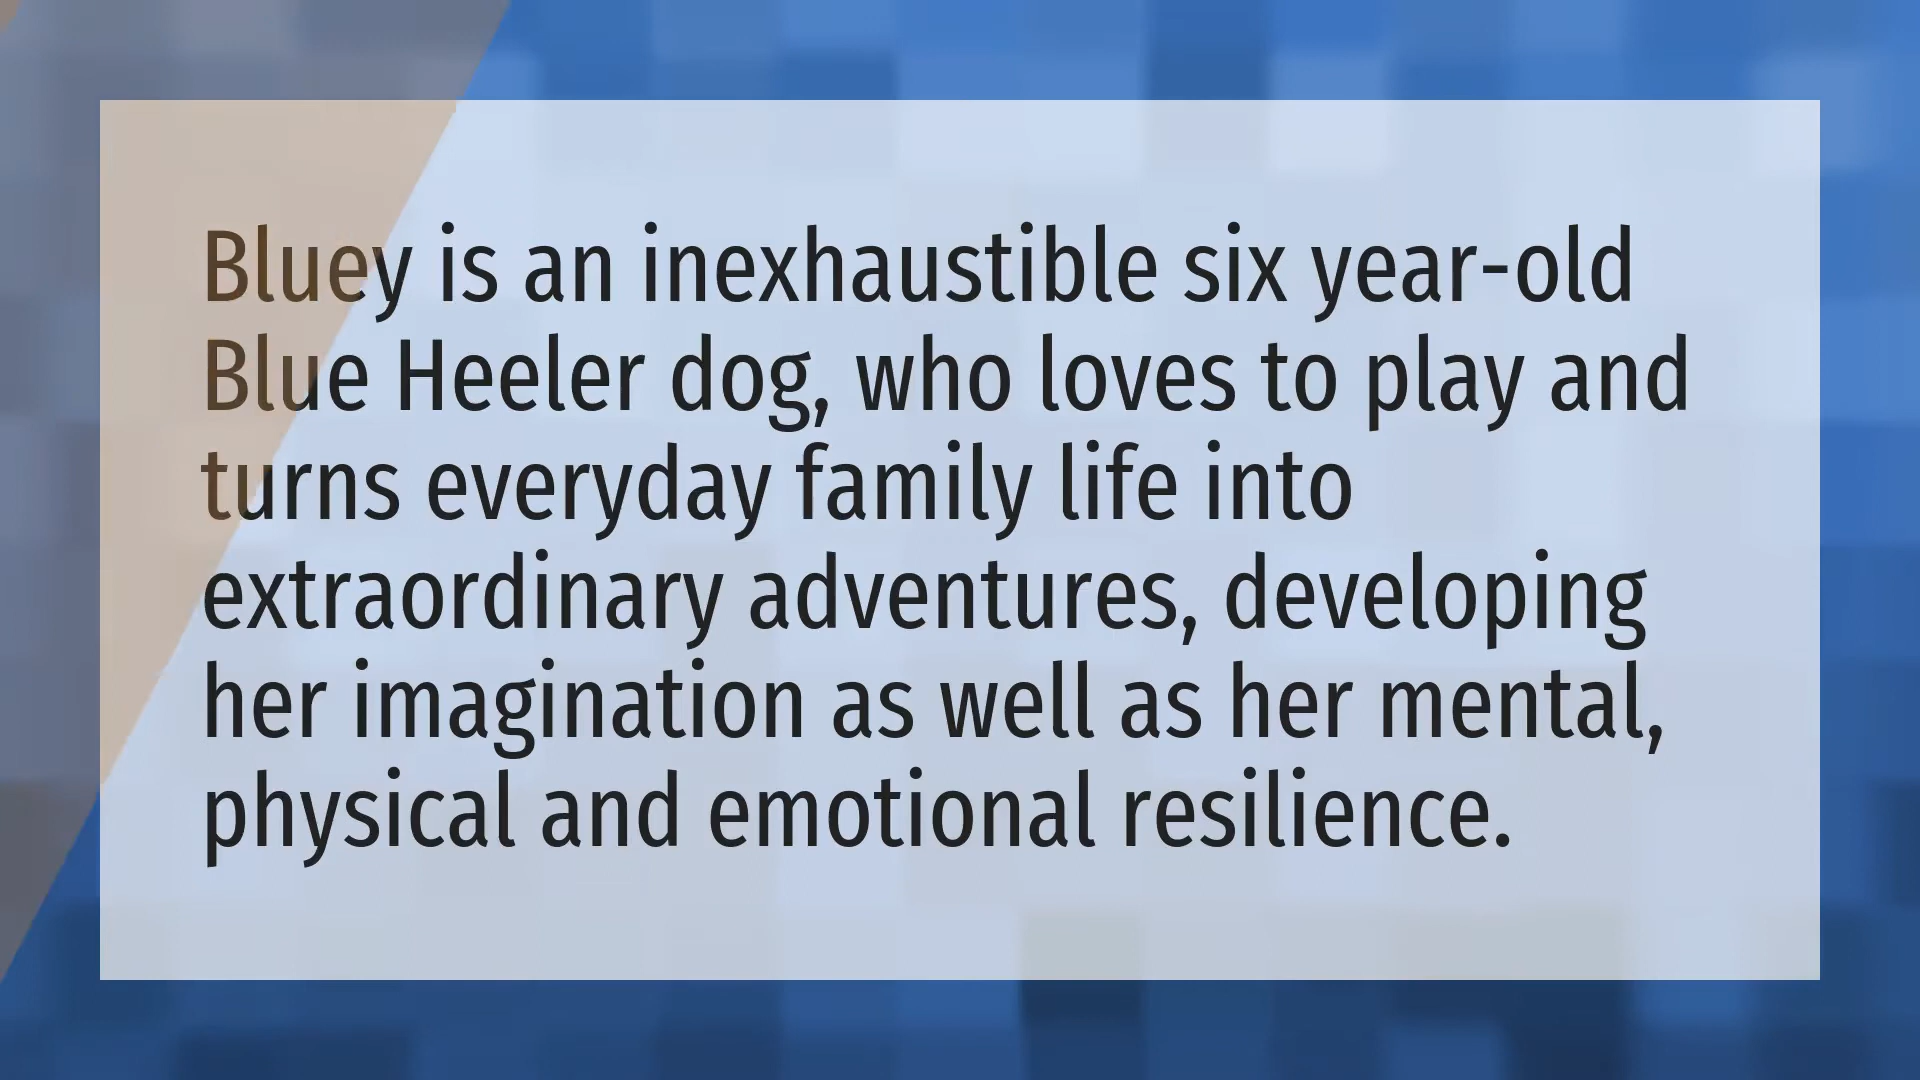 Bluey is an inexhaustible six year-old
Blue Heeler dog, who loves to play and
turns everyday family life into
extraordinary adventures, developing
her imagination as well as her mental,
physical and emotional resilience.